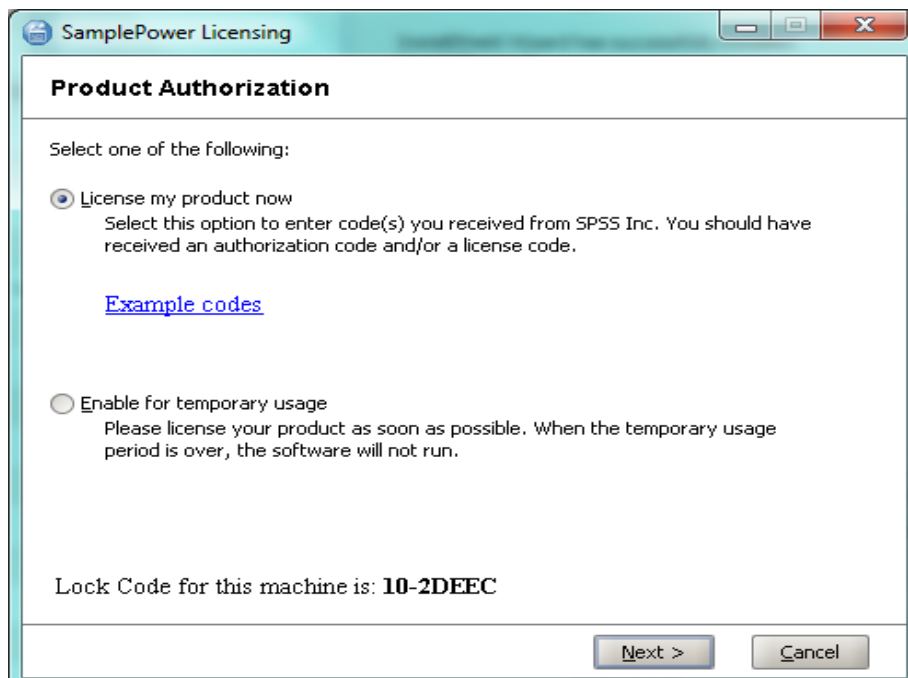 SamplePower Licensing
Product Authorization
Select one of the following:
License my product now
Select this option to enter code(s) you received from SPSS Inc. You should have
received an authorization code and/or a license code.
Example codes
Enable for temporary usage
Please license your product as soon as possible. When the temporary usage
period is over, the software will not run.
Lock Code for this machine is: 10-2DEEC
Next >
Cancel